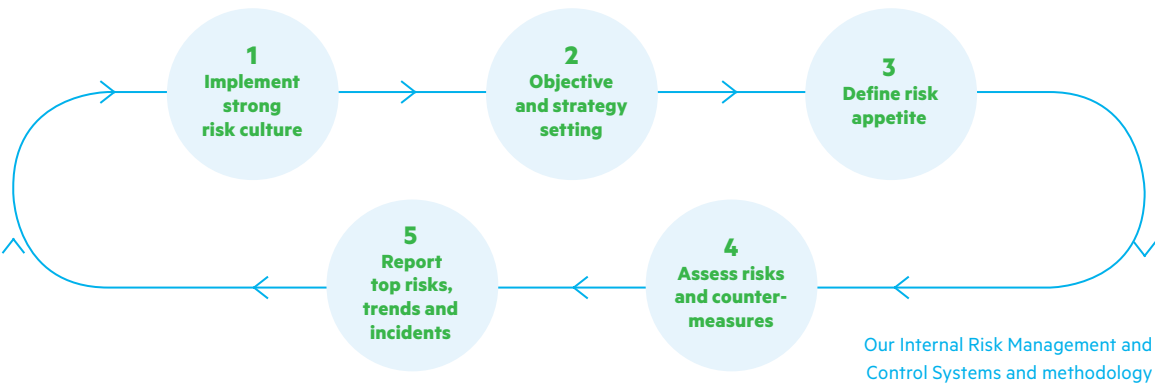 1
Implement
strong
risk culture
2
Objective
and strategy
setting
3
Define risk
appetite
4
Assess risks
and counter-
measures
5
Report
top risks,
trends and
incidents
Our Internal Risk Management and
Control Systems and methodology